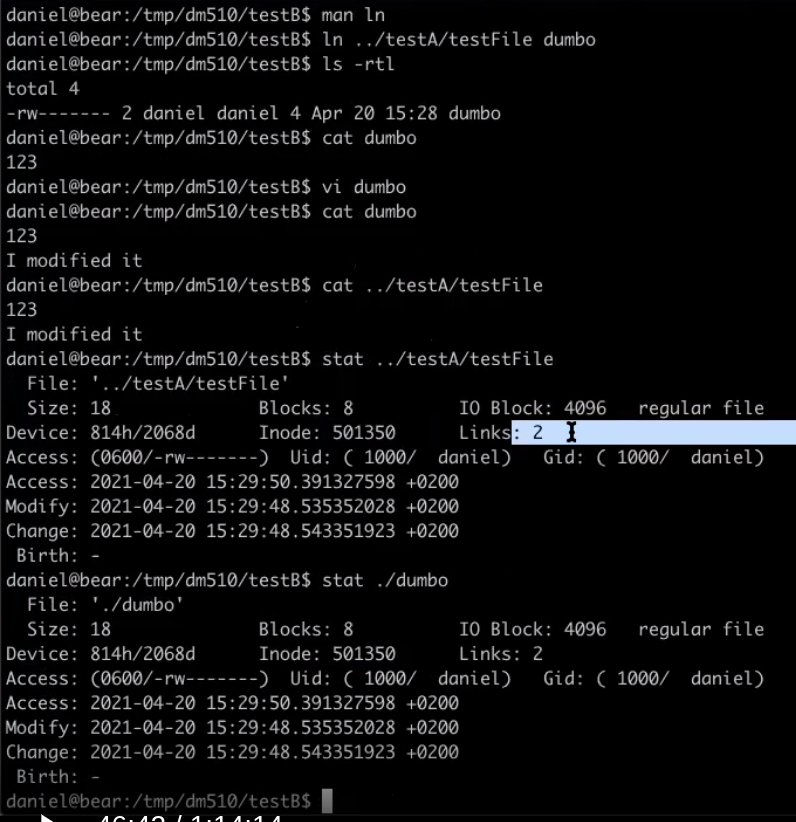 daniel@bear:/tmp/dm510/testB$ man ln
daniel@bear:/tmp/dm510/testB$ ln ../testA/testFile dumbo
daniel@bear:/tmp/dm510/testB$ ls -rtl
total 4
-rw------- 2 daniel daniel 4 Apr 20 15:28 dumbo
daniel@bear:/tmp/dm510/testB$ cat dumbo
123
daniel@bear:/tmp/dm510/testB$ vi dumbo
daniel@bear:/tmp/dm510/testB$ cat dumbo
123
I modified it
daniel@bear:/tmp/dm510/testB$ cat ../testA/testFile
123
I modified it
daniel@bear:/tmp/dm510/testB$ stat ../testA/testFile
  File: '../testA/testFile'
  Size: 18              Blocks: 8          IO Block: 4096   regular file
Device: 814h/2068d      Inode: 501350      Links: 2
Access: (0600/-rw-------)  Uid: ( 1000/  daniel)   Gid: ( 1000/  daniel)
Access: 2021-04-20 15:29:50.391327598 +0200
Modify: 2021-04-20 15:29:48.535352028 +0200
Change: 2021-04-20 15:29:48.543351923 +0200
 Birth: -
daniel@bear:/tmp/dm510/testB$ stat ./dumbo
  File: './dumbo'
  Size: 18              Blocks: 8          IO Block: 4096   regular file
Device: 814h/2068d      Inode: 501350      Links: 2
Access: (0600/-rw-------)  Uid: ( 1000/  daniel)   Gid: ( 1000/  daniel)
Access: 2021-04-20 15:29:50.391327598 +0200
Modify: 2021-04-20 15:29:48.535352028 +0200
Change: 2021-04-20 15:29:48.543351923 +0200
 Birth: -
daniel@bear:/tmp/dm510/testB$